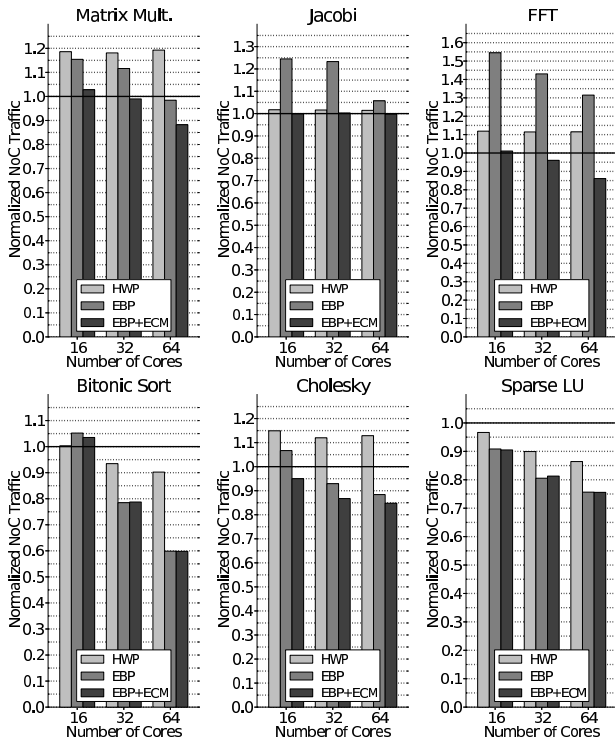 Matrix Mult.
Normalized NoC Traffic
1.2
1.1
1.0
0.9
0.8
0.7
0.6
0.5
0.4
0.3
0.2
0.1
0.0
HWP
EBP
EBP+ECM
16 32 64
Number of Cores
Jacobi
Normalized NoC Traffic
1.3
1.2
1.1
1.0
0.9
0.8
0.7
0.6
0.5
0.4
0.3
0.2
0.1
0.0
HWP
EBP
EBP+ECM
16 32 64
Number of Cores
FFT
Normalized NoC Traffic
1.6
1.5
1.4
1.3
1.2
1.1
1.0
0.9
0.8
0.7
0.6
0.5
0.4
0.3
0.2
0.1
0.0
HWP
EBP
EBP+ECM
16 32 64
Number of Cores
Bitonic Sort
Normalized NoC Traffic
1.1
1.0
0.9
0.8
0.7
0.6
0.5
0.4
0.3
0.2
0.1
0.0
HWP
EBP
EBP+ECM
16 32 64
Number of Cores
Cholesky
Normalized NoC Traffic
1.2
1.1
1.0
0.9
0.8
0.7
0.6
0.5
0.4
0.3
0.2
0.1
0.0
HWP
EBP
EBP+ECM
16 32 64
Number of Cores
Sparse LU
Normalized NoC Traffic
1.0
0.9
0.8
0.7
0.6
0.5
0.4
0.3
0.2
0.1
0.0
HWP
EBP
EBP+ECM
16 32 64
Number of Cores